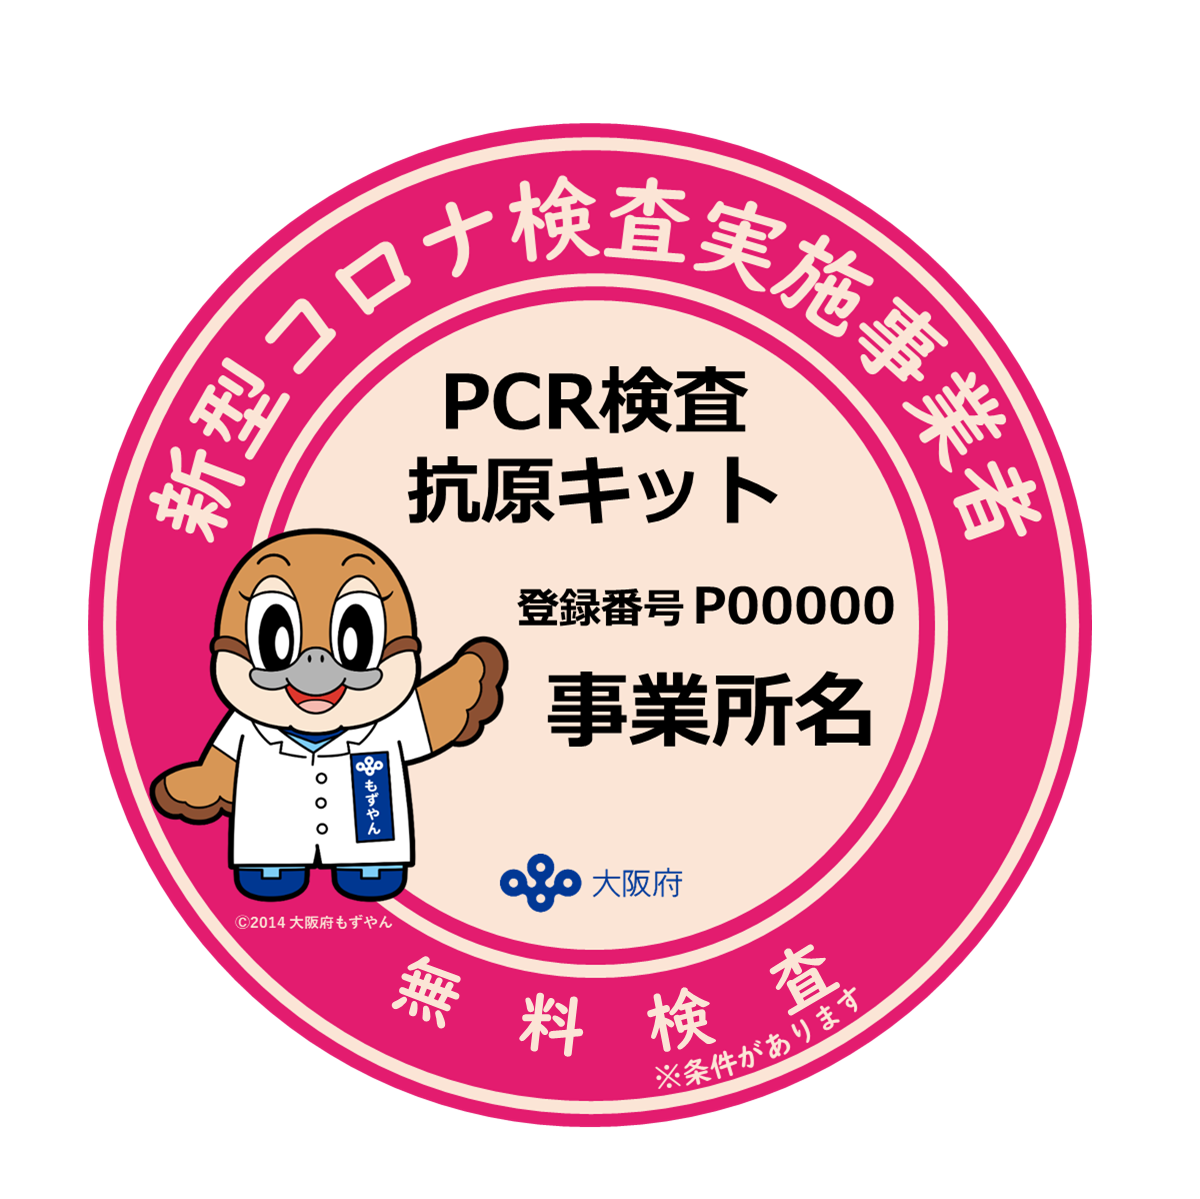 新型コロナ検査実施事業者
PCR検査
抗原キット
登録番号 P00000
事業所名
もずやん
大阪府
©2014 大阪府もずやん
無料検査
※条件があります